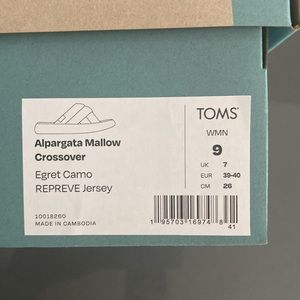 Alpargata Mallow
Crossover
Egret Camo
REPREVE Jersey
10018260
MADE IN CAMBODIA
TOMS®
WMN
9
UK 7
EUR 39-40
CM 26
1 95703 16974 8
41